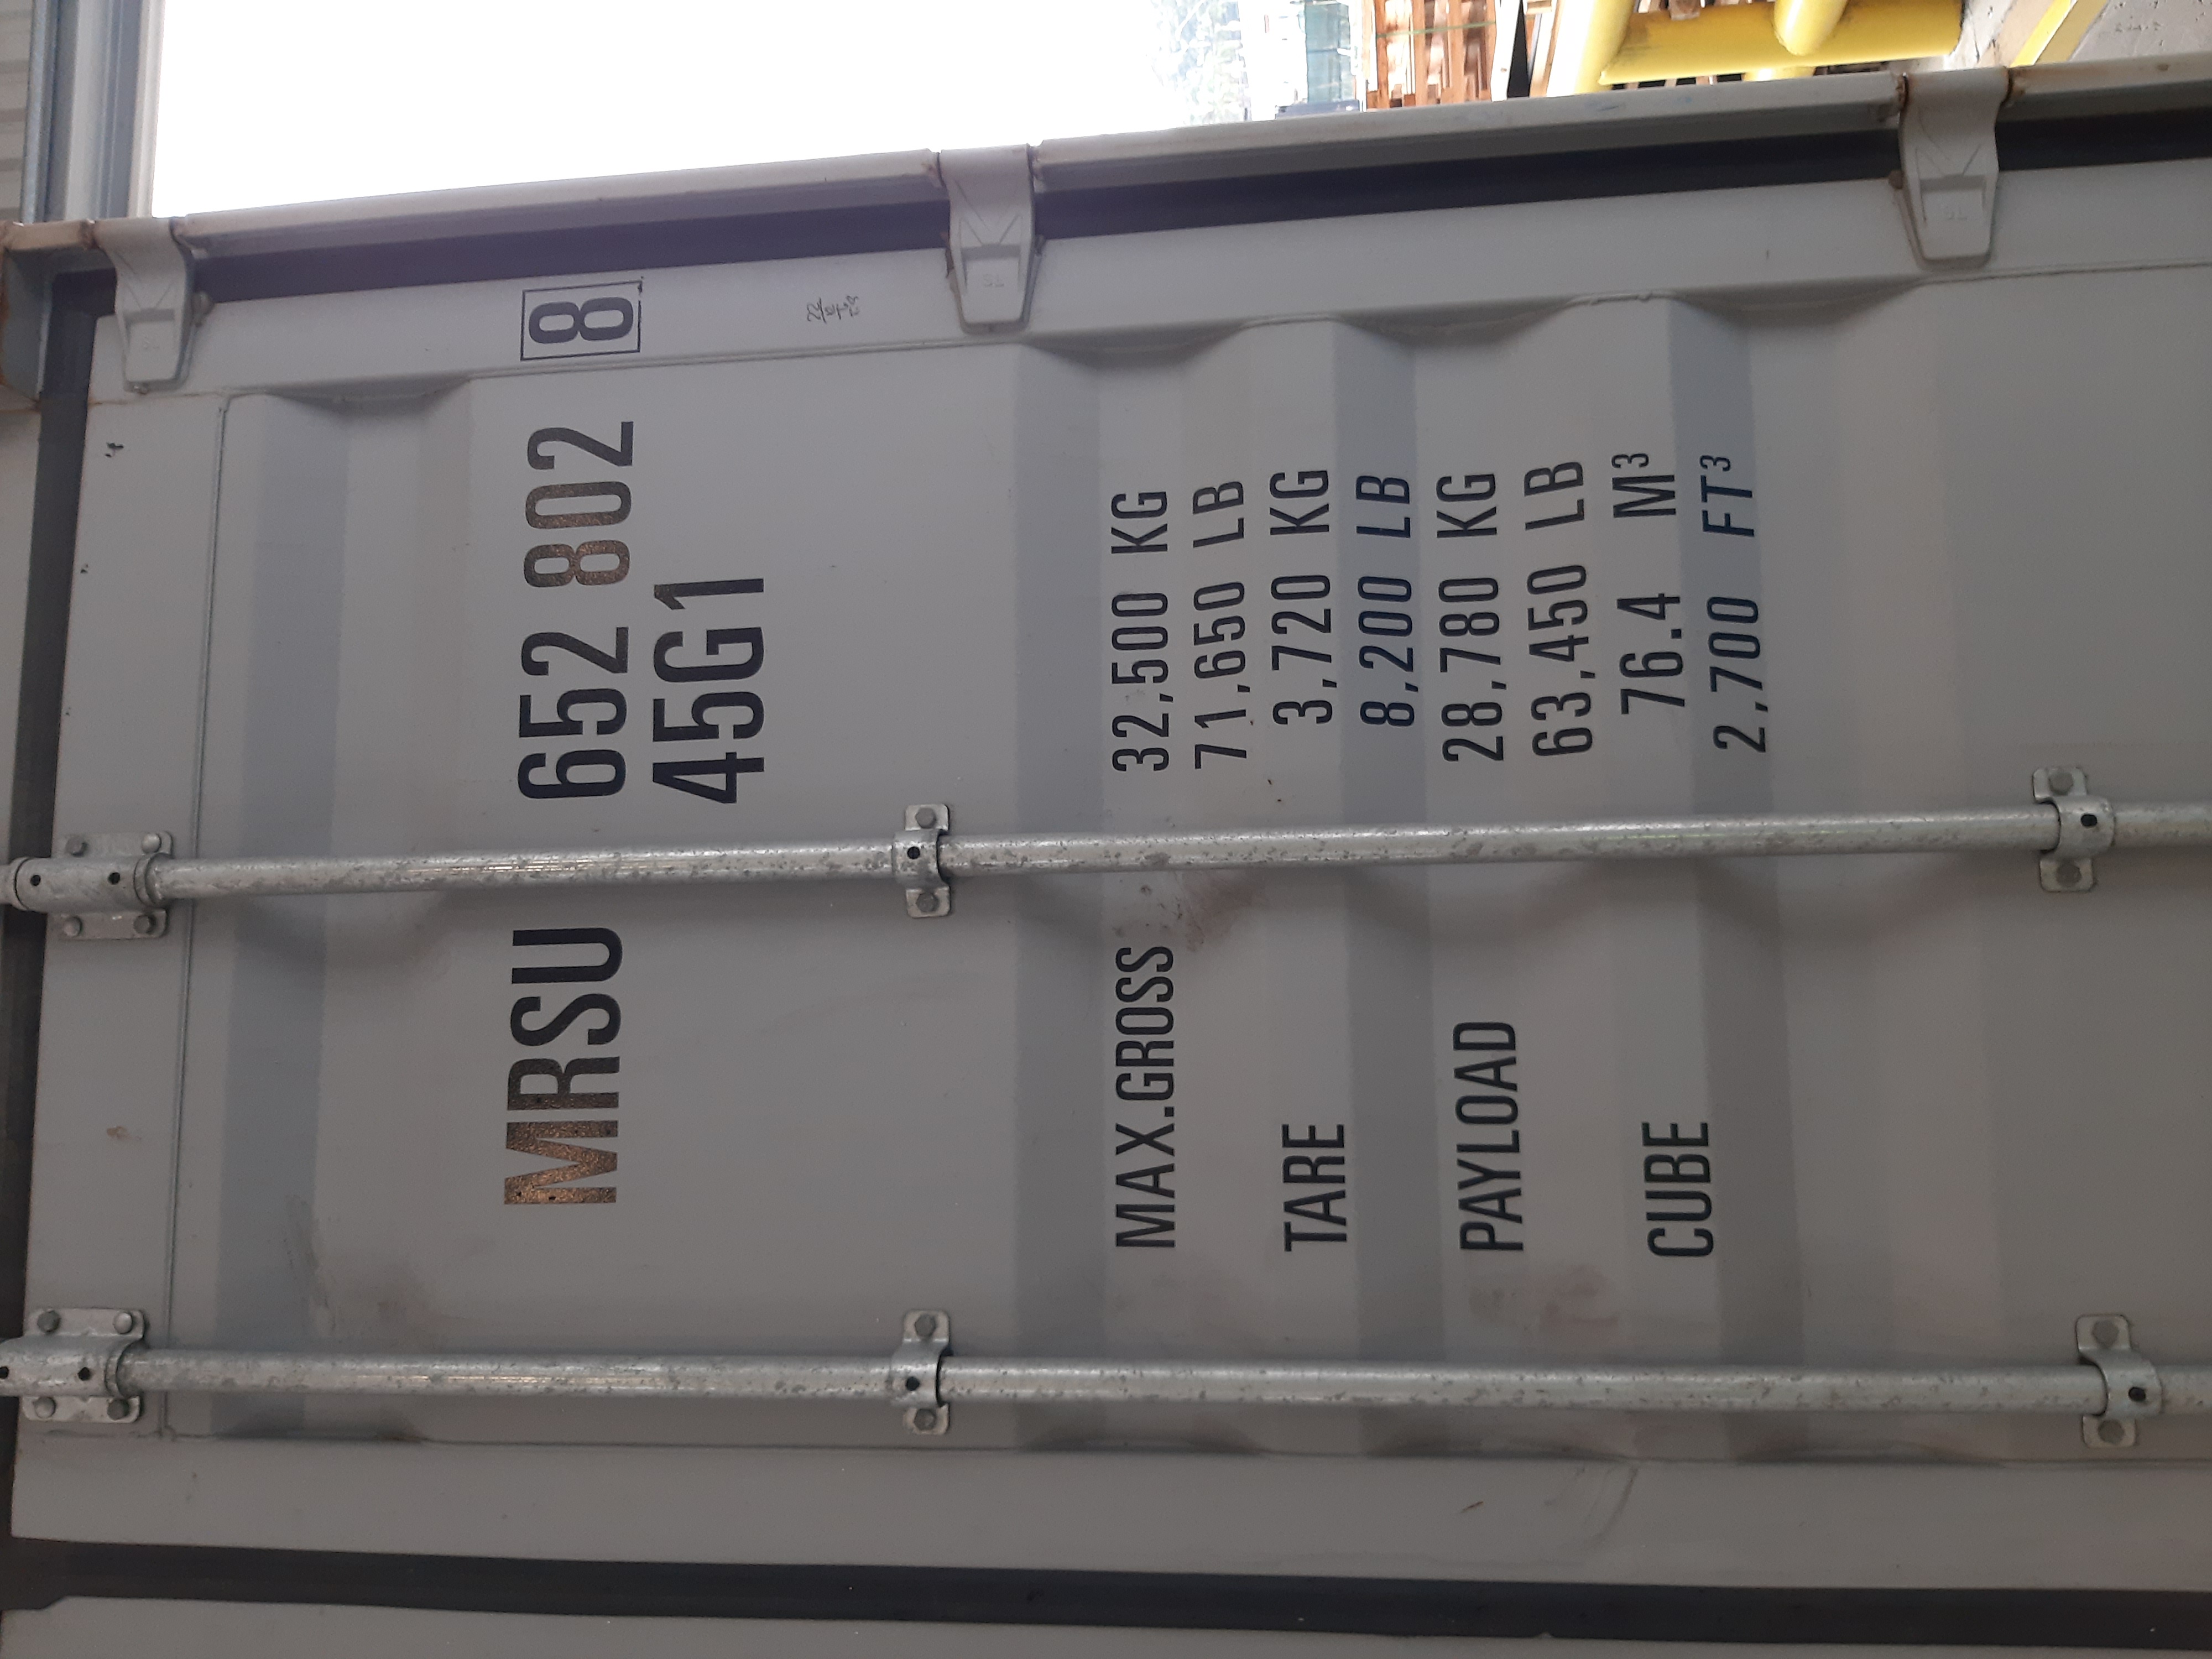 MRSU 652 802 8
45G1
MAX.GROSS 32,500 KG
71,650 LB
TARE 3,720 KG
8,200 LB
PAYLOAD 28,780 KG
63,450 LB
CUBE 76.4 M³
2,700 FT³